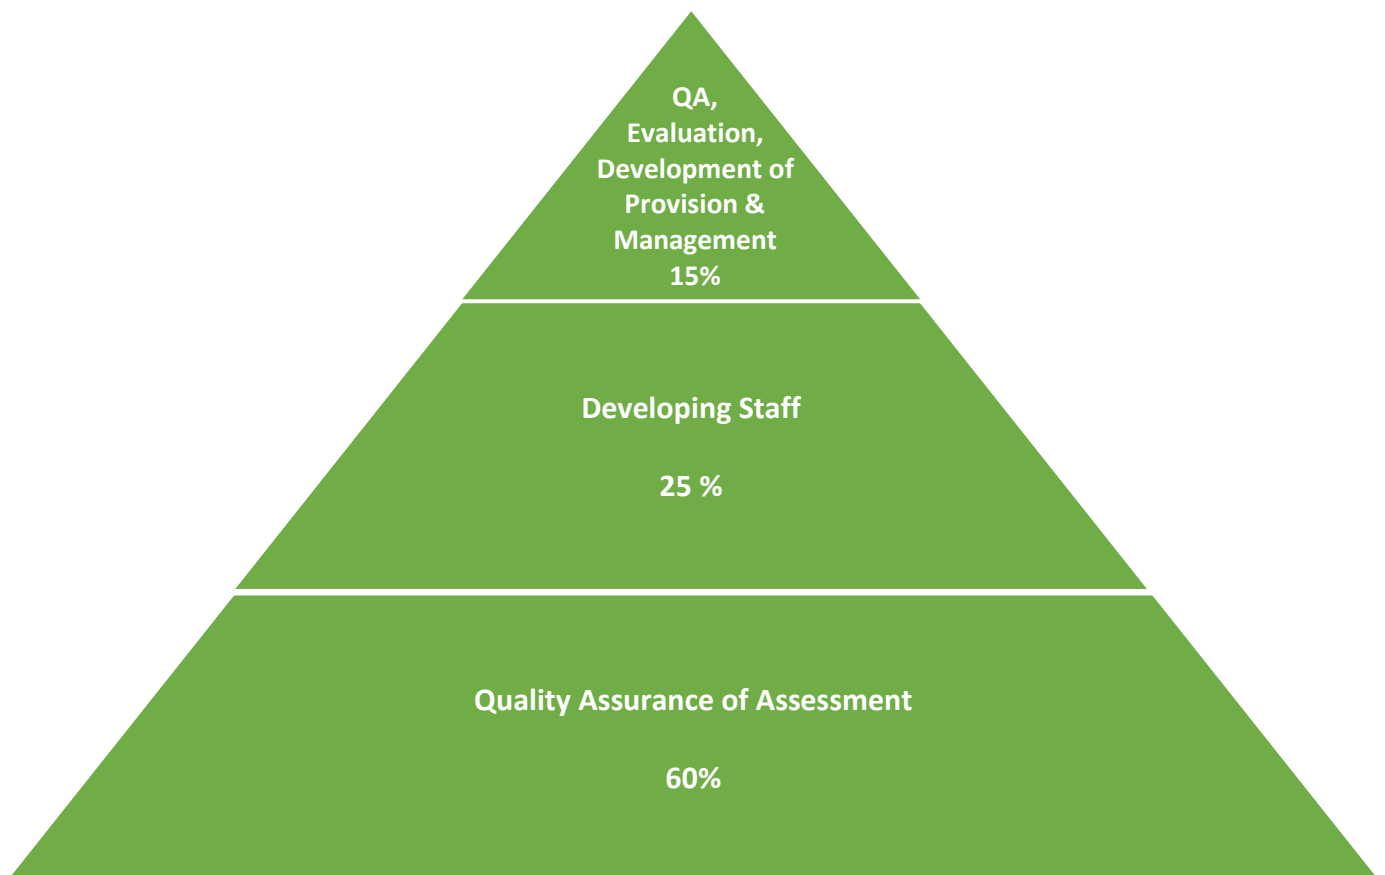 QA,
Evaluation,
Development of
Provision &
Management
15%
Developing Staff
25 %
Quality Assurance of Assessment
60%